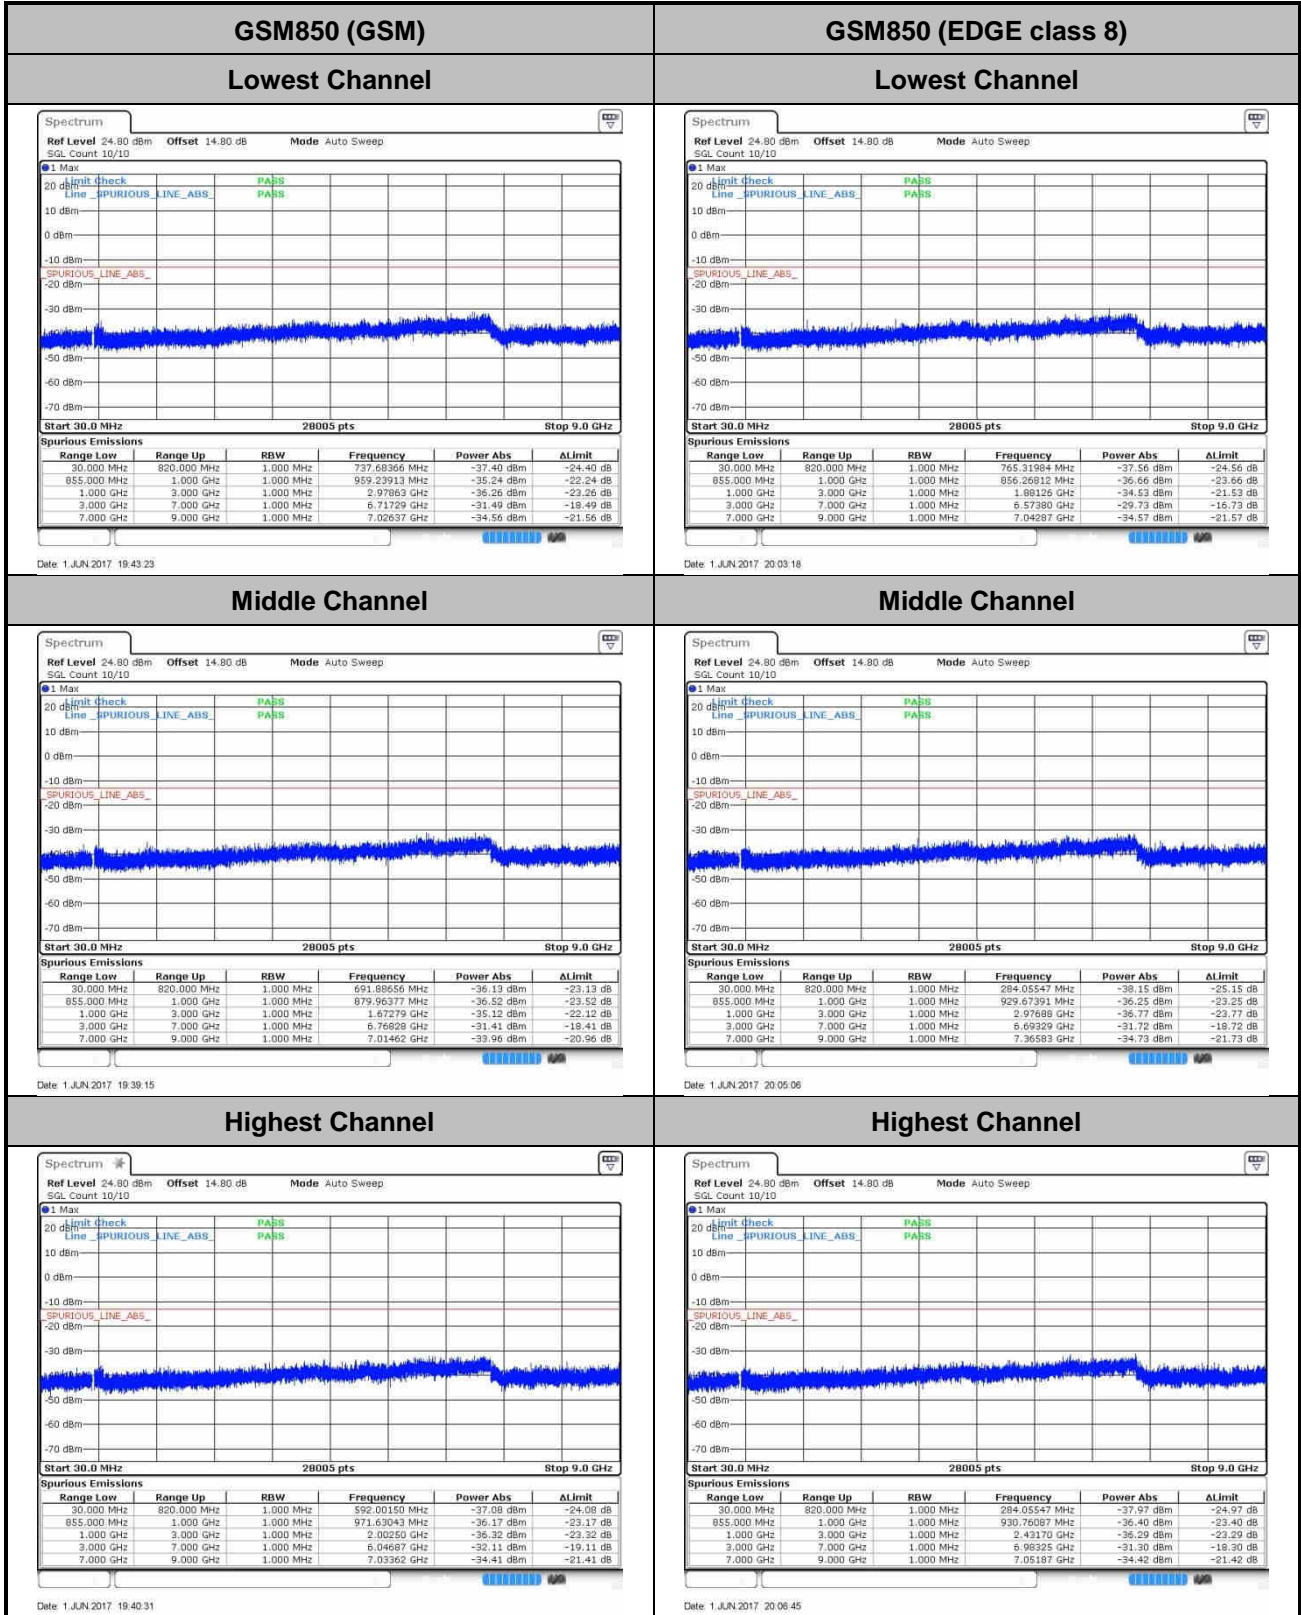 GSM850 (GSM)
GSM850 (EDGE class 8)
Lowest Channel
Lowest Channel
Spectrum
Ref Level 24.80 dBm Offset 14.80 dB Mode Auto Sweep
SGL Count 10/10
1 Max
Limit Check PASS
20 dBm
Line _SPURIOUS_LINE_ABS_ PASS
10 dBm
0 dBm
-10 dBm
_SPURIOUS_LINE_ABS_
-20 dBm
-30 dBm
-50 dBm
-60 dBm
-70 dBm
Start 30.0 MHz 28005 pts Stop 9.0 GHz
Spurious Emissions
Range Low Range Up RBW Frequency Power Abs ΔLimit
30.000 MHz 820.000 MHz 1.000 MHz 737.68366 MHz -37.40 dBm -24.40 dB
855.000 MHz 1.000 GHz 1.000 MHz 959.23913 MHz -35.24 dBm -22.24 dB
1.000 GHz 3.000 GHz 1.000 MHz 2.97863 GHz -36.26 dBm -23.26 dB
3.000 GHz 7.000 GHz 1.000 MHz 6.71729 GHz -31.49 dBm -18.49 dB
7.000 GHz 9.000 GHz 1.000 MHz 7.02637 GHz -34.56 dBm -21.56 dB
Date: 1.JUN.2017 19:43:23
Spectrum
Ref Level 24.80 dBm Offset 14.80 dB Mode Auto Sweep
SGL Count 10/10
1 Max
Limit Check PASS
20 dBm
Line _SPURIOUS_LINE_ABS_ PASS
10 dBm
0 dBm
-10 dBm
_SPURIOUS_LINE_ABS_
-20 dBm
-30 dBm
-50 dBm
-60 dBm
-70 dBm
Start 30.0 MHz 28005 pts Stop 9.0 GHz
Spurious Emissions
Range Low Range Up RBW Frequency Power Abs ΔLimit
30.000 MHz 820.000 MHz 1.000 MHz 765.31984 MHz -37.56 dBm -24.56 dB
855.000 MHz 1.000 GHz 1.000 MHz 856.26812 MHz -36.66 dBm -23.66 dB
1.000 GHz 3.000 GHz 1.000 MHz 1.88126 GHz -34.53 dBm -21.53 dB
3.000 GHz 7.000 GHz 1.000 MHz 6.57380 GHz -29.73 dBm -16.73 dB
7.000 GHz 9.000 GHz 1.000 MHz 7.04287 GHz -34.57 dBm -21.57 dB
Date: 1.JUN.2017 20:03:18
Middle Channel
Middle Channel
Spectrum
Ref Level 24.80 dBm Offset 14.80 dB Mode Auto Sweep
SGL Count 10/10
1 Max
Limit Check PASS
20 dBm
Line _SPURIOUS_LINE_ABS_ PASS
10 dBm
0 dBm
-10 dBm
_SPURIOUS_LINE_ABS_
-20 dBm
-30 dBm
-50 dBm
-60 dBm
-70 dBm
Start 30.0 MHz 28005 pts Stop 9.0 GHz
Spurious Emissions
Range Low Range Up RBW Frequency Power Abs ΔLimit
30.000 MHz 820.000 MHz 1.000 MHz 691.88656 MHz -36.13 dBm -23.13 dB
855.000 MHz 1.000 GHz 1.000 MHz 879.96377 MHz -36.52 dBm -23.52 dB
1.000 GHz 3.000 GHz 1.000 MHz 1.67279 GHz -35.12 dBm -22.12 dB
3.000 GHz 7.000 GHz 1.000 MHz 6.76828 GHz -31.41 dBm -18.41 dB
7.000 GHz 9.000 GHz 1.000 MHz 7.01462 GHz -33.96 dBm -20.96 dB
Date: 1.JUN.2017 19:39:15
Spectrum
Ref Level 24.80 dBm Offset 14.80 dB Mode Auto Sweep
SGL Count 10/10
1 Max
Limit Check PASS
20 dBm
Line _SPURIOUS_LINE_ABS_ PASS
10 dBm
0 dBm
-10 dBm
_SPURIOUS_LINE_ABS_
-20 dBm
-30 dBm
-50 dBm
-60 dBm
-70 dBm
Start 30.0 MHz 28005 pts Stop 9.0 GHz
Spurious Emissions
Range Low Range Up RBW Frequency Power Abs ΔLimit
30.000 MHz 820.000 MHz 1.000 MHz 284.05547 MHz -38.15 dBm -25.15 dB
855.000 MHz 1.000 GHz 1.000 MHz 929.67391 MHz -36.25 dBm -23.25 dB
1.000 GHz 3.000 GHz 1.000 MHz 2.97688 GHz -36.77 dBm -23.77 dB
3.000 GHz 7.000 GHz 1.000 MHz 6.69329 GHz -31.72 dBm -18.72 dB
7.000 GHz 9.000 GHz 1.000 MHz 7.36583 GHz -34.73 dBm -21.73 dB
Date: 1.JUN.2017 20:05:06
Highest Channel
Highest Channel
Spectrum
Ref Level 24.80 dBm Offset 14.80 dB Mode Auto Sweep
SGL Count 10/10
1 Max
Limit Check PASS
20 dBm
Line _SPURIOUS_LINE_ABS_ PASS
10 dBm
0 dBm
-10 dBm
_SPURIOUS_LINE_ABS_
-20 dBm
-30 dBm
-50 dBm
-60 dBm
-70 dBm
Start 30.0 MHz 28005 pts Stop 9.0 GHz
Spurious Emissions
Range Low Range Up RBW Frequency Power Abs ΔLimit
30.000 MHz 820.000 MHz 1.000 MHz 592.00150 MHz -37.08 dBm -24.08 dB
855.000 MHz 1.000 GHz 1.000 MHz 971.63043 MHz -36.17 dBm -23.17 dB
1.000 GHz 3.000 GHz 1.000 MHz 2.00250 GHz -36.32 dBm -23.32 dB
3.000 GHz 7.000 GHz 1.000 MHz 6.04687 GHz -32.11 dBm -19.11 dB
7.000 GHz 9.000 GHz 1.000 MHz 7.03362 GHz -34.41 dBm -21.41 dB
Date: 1.JUN.2017 19:40:31
Spectrum
Ref Level 24.80 dBm Offset 14.80 dB Mode Auto Sweep
SGL Count 10/10
1 Max
Limit Check PASS
20 dBm
Line _SPURIOUS_LINE_ABS_ PASS
10 dBm
0 dBm
-10 dBm
_SPURIOUS_LINE_ABS_
-20 dBm
-30 dBm
-50 dBm
-60 dBm
-70 dBm
Start 30.0 MHz 28005 pts Stop 9.0 GHz
Spurious Emissions
Range Low Range Up RBW Frequency Power Abs ΔLimit
30.000 MHz 820.000 MHz 1.000 MHz 284.05547 MHz -37.97 dBm -24.97 dB
855.000 MHz 1.000 GHz 1.000 MHz 930.76087 MHz -36.40 dBm -23.40 dB
1.000 GHz 3.000 GHz 1.000 MHz 2.43170 GHz -36.29 dBm -23.29 dB
3.000 GHz 7.000 GHz 1.000 MHz 6.98325 GHz -31.30 dBm -18.30 dB
7.000 GHz 9.000 GHz 1.000 MHz 7.05187 GHz -34.42 dBm -21.42 dB
Date: 1.JUN.2017 20:06:45